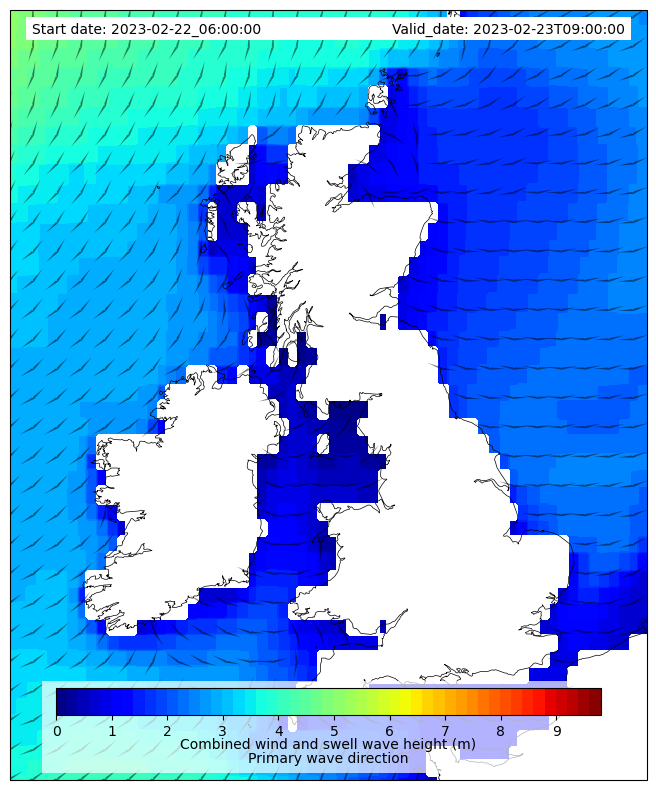 Start date: 2023-02-22_06:00:00
Valid_date: 2023-02-23T09:00:00
0 1 2 3 4 5 6 7 8 9
Combined wind and swell wave height (m)
Primary wave direction